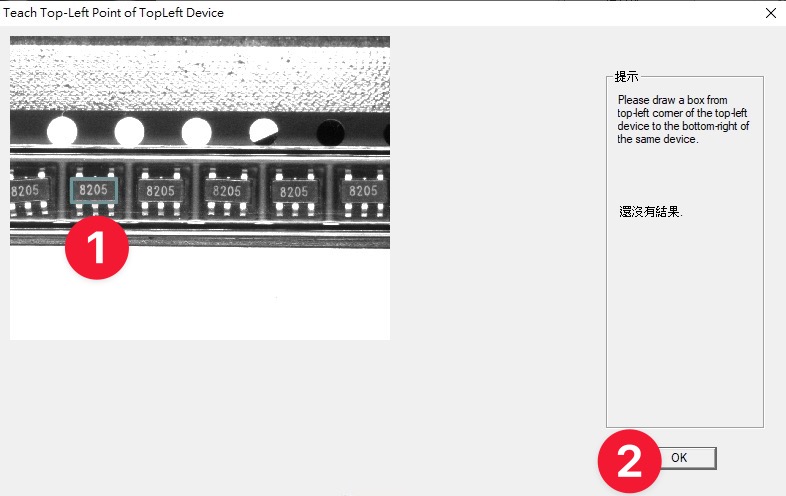 Teach Top-Left Point of TopLeft Device
提示
Please draw a box from
top-left corner of the top-left
device to the bottom-right of
the same device.
還沒有結果.
8205
8205
8205
8205
8205
8205
1
2
OK